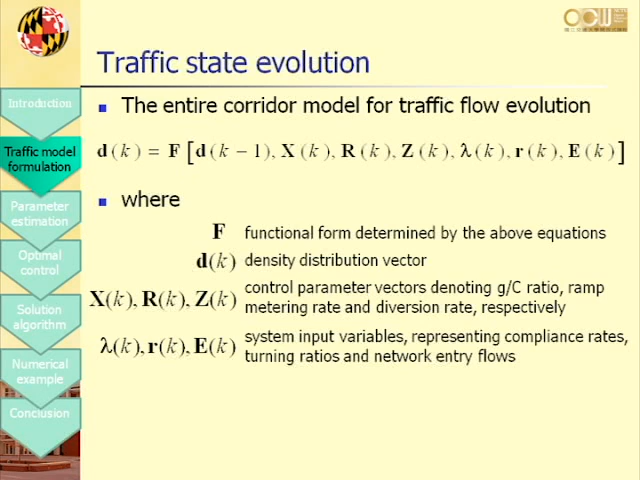 Traffic state evolution
Introduction
Traffic model
formulation
Parameter
estimation
Optimal
control
Solution
algorithm
Numerical
example
Conclusion
The entire corridor model for traffic flow evolution
d(k) = F [d(k − 1), X(k), R(k), Z(k), λ(k), r(k), E(k)]
where
F functional form determined by the above equations
d(k) density distribution vector
X(k), R(k), Z(k) control parameter vectors denoting g/C ratio, ramp
metering rate and diversion rate, respectively
λ(k), r(k), E(k) system input variables, representing compliance rates,
turning ratios and network entry flows